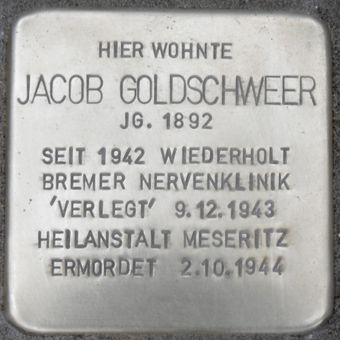 HIER WOHNTE
JACOB GOLDSCHWEER
JG. 1892
SEIT 1942 WIEDERHOLT
BREMER NERVENKLINIK
'VERLEGT' 9.12.1943
HEILANSTALT MESERITZ
ERMORDET 2.10.1944